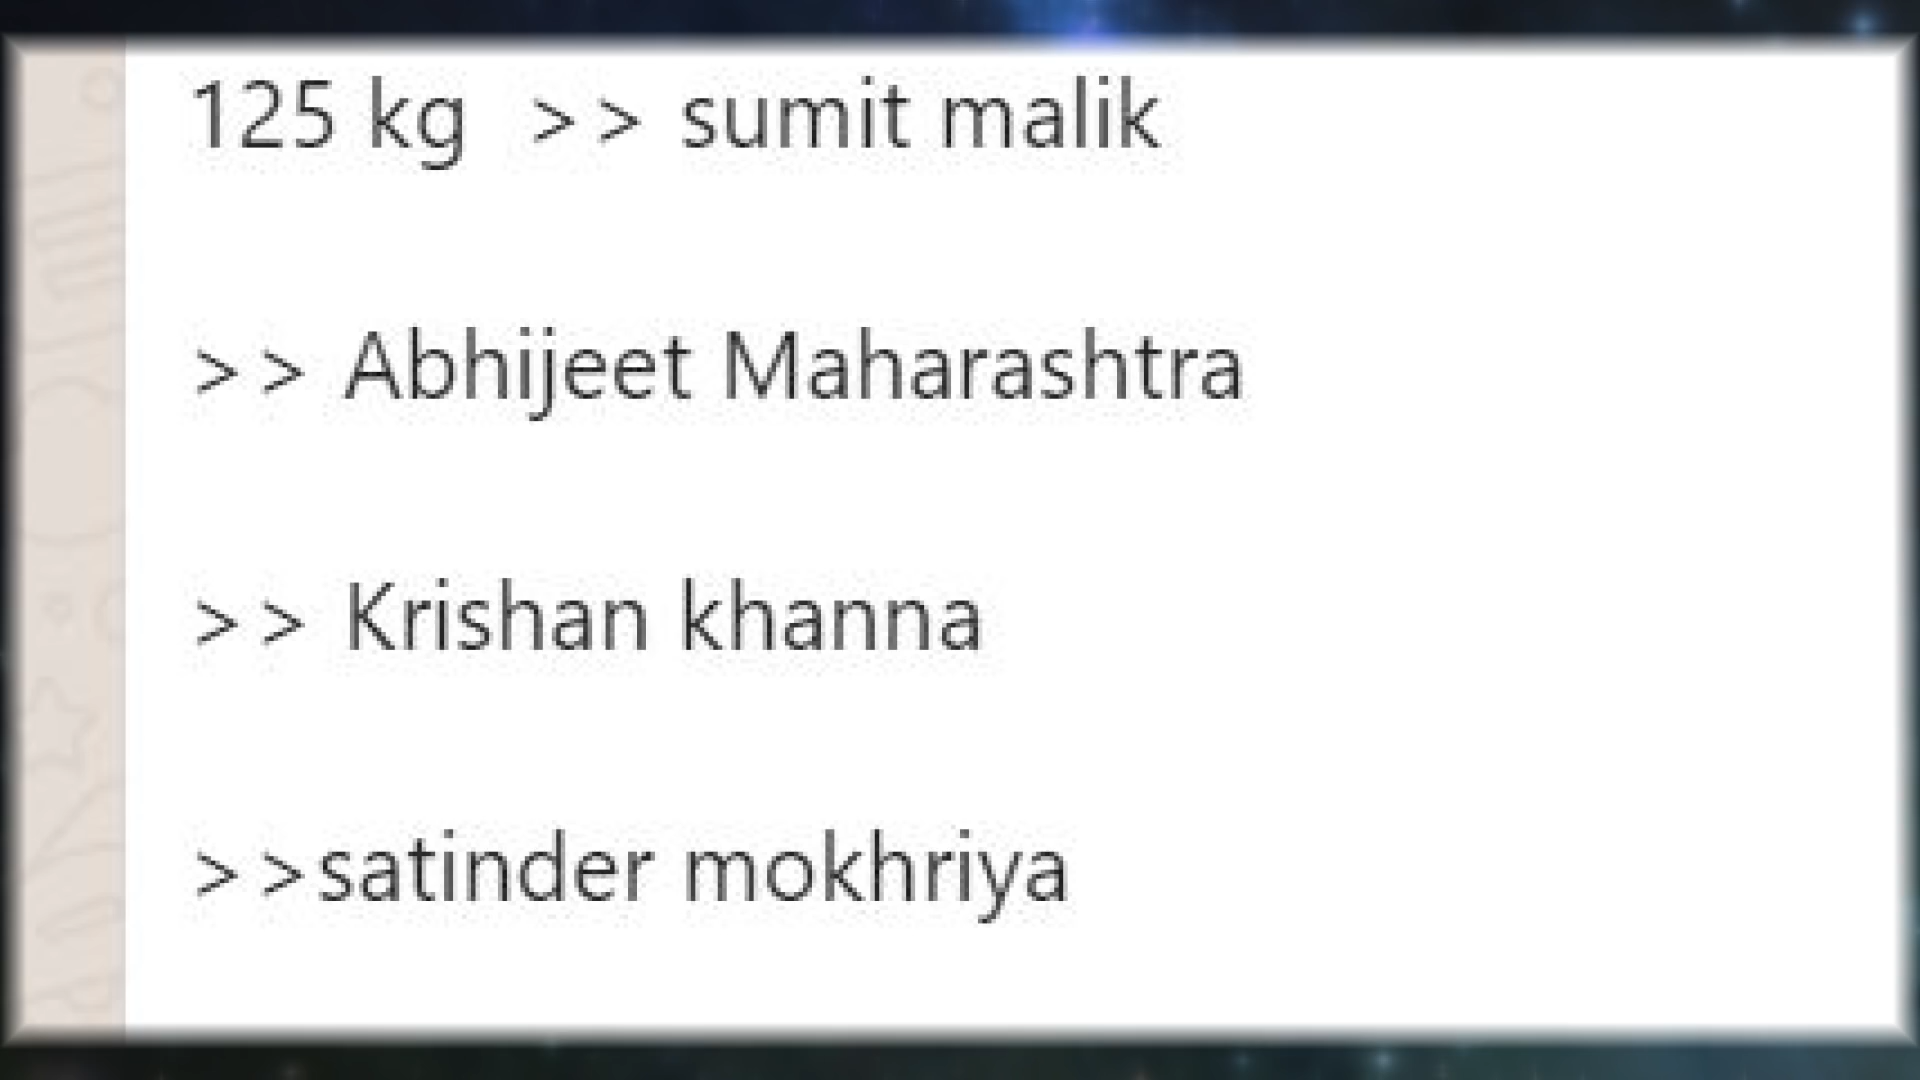 125 kg  >> sumit malik
>> Abhijeet Maharashtra
>> Krishan khanna
>>satinder mokhriya